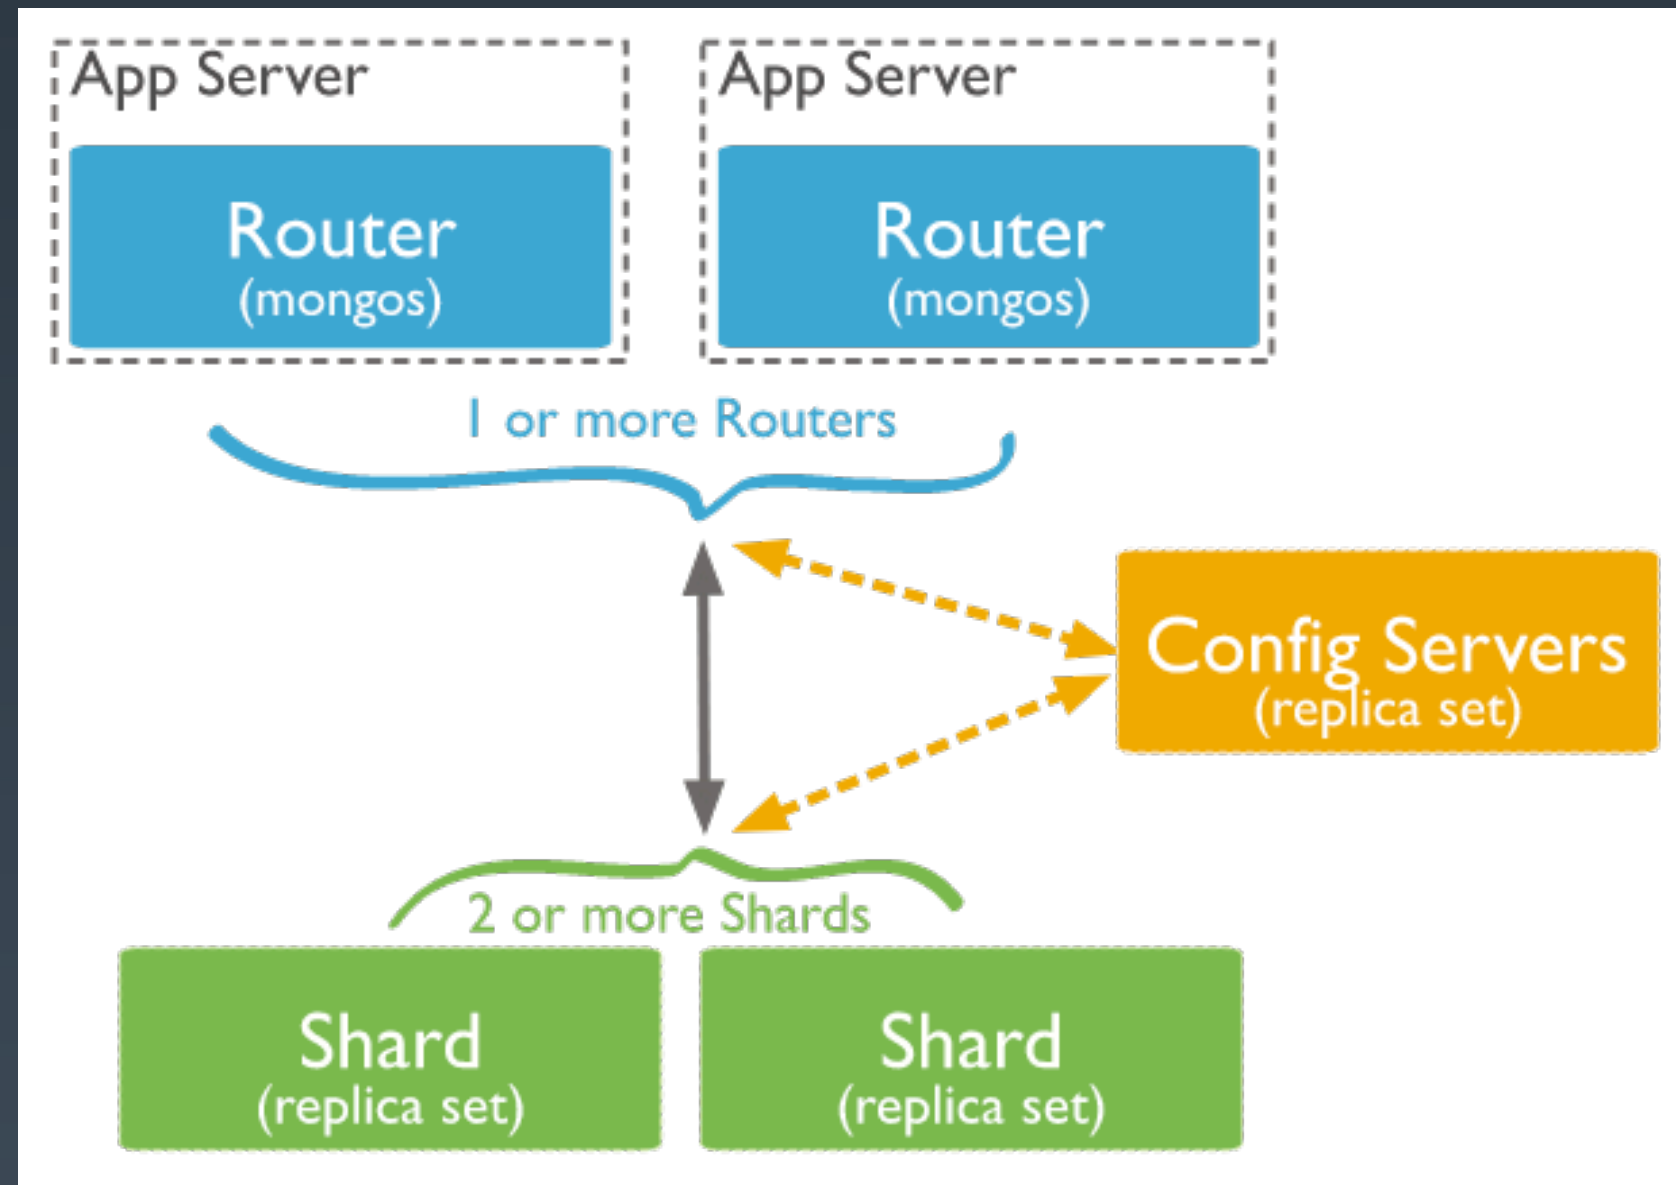 App Server
App Server
Router
(mongos)
Router
(mongos)
1 or more Routers
Config Servers
(replica set)
2 or more Shards
Shard
(replica set)
Shard
(replica set)